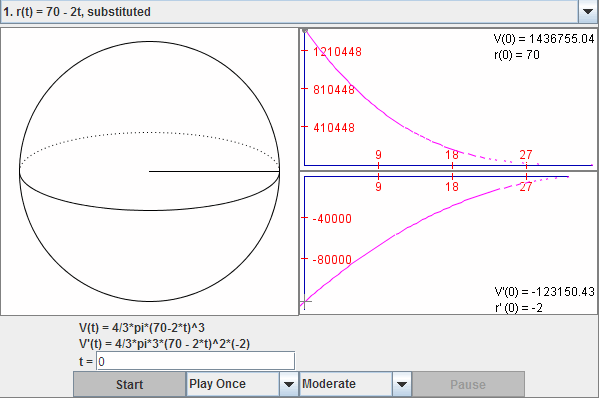 1. r(t) = 70 - 2t, substituted
V(0) = 1436755.04
r(0) = 70
1210448
810448
410448
9 18 27
9 18 27
-40000
-80000
V'(0) = -123150.43
r' (0) = -2
V(t) = 4/3*pi*(70-2*t)^3
V'(t) = 4/3*pi*3*(70 - 2*t)^2*(-2)
t = 0
Start Play Once Moderate Pause